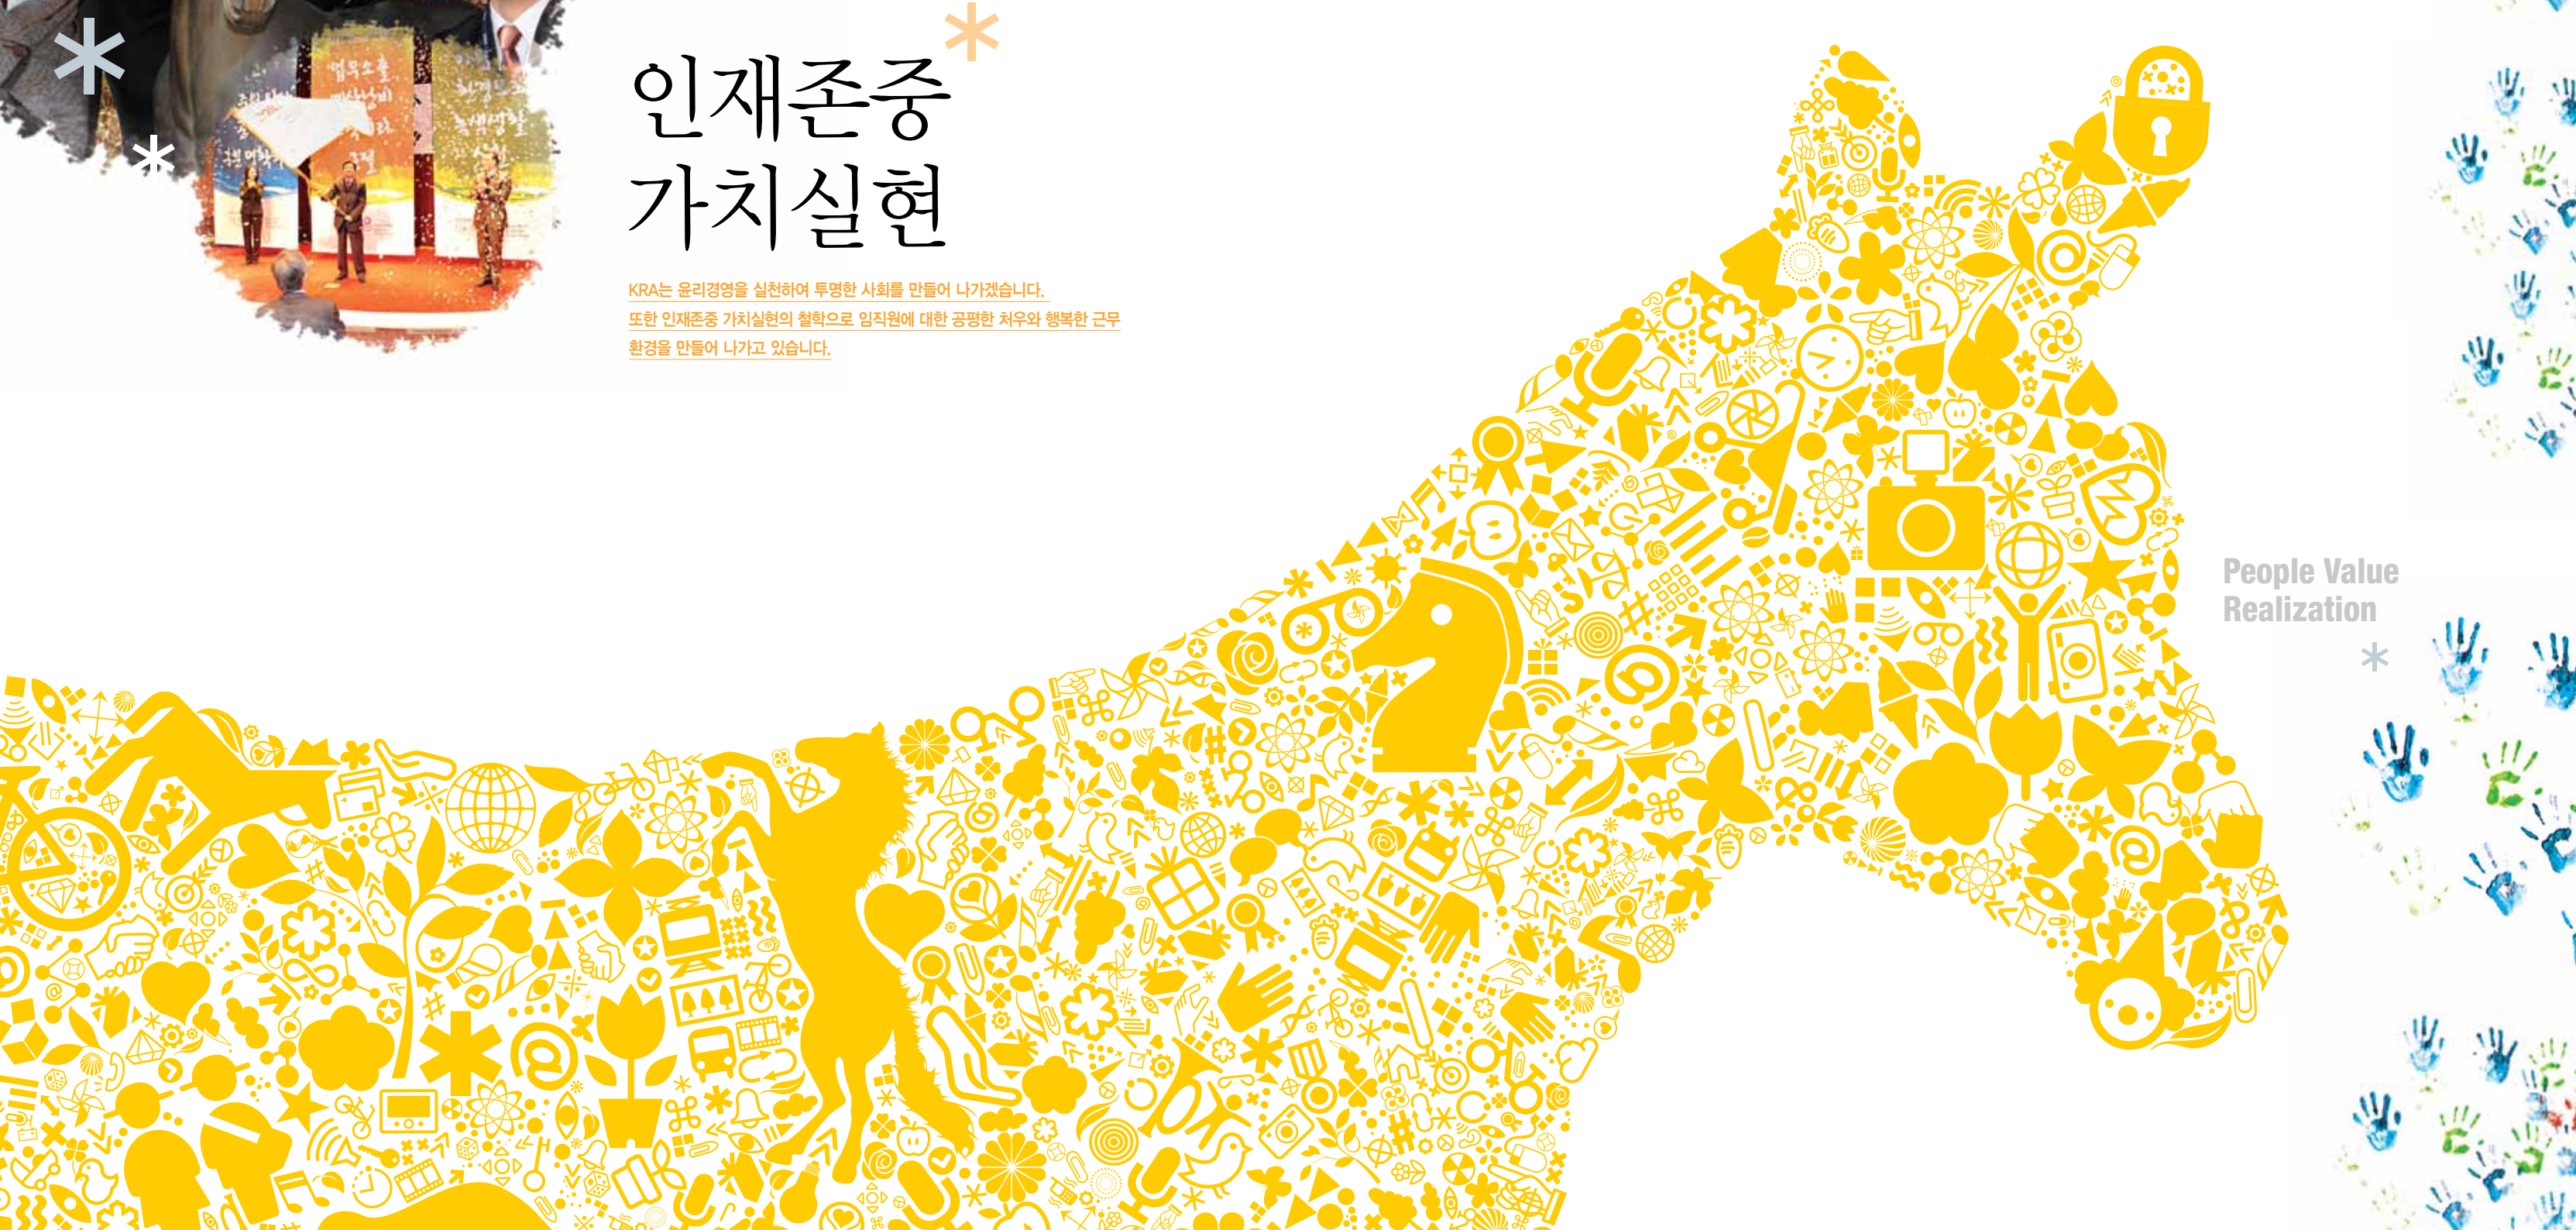 업무소홀
인재존중
가치실현
KRA는 윤리경영을 실천하여 투명한 사회를 만들어 나가겠습니다.
또한 인재존중 가치실현의 철학으로 임직원에 대한 공평한 처우와 행복한 근무
환경을 만들어 나가고 있습니다.
People Value
Realization